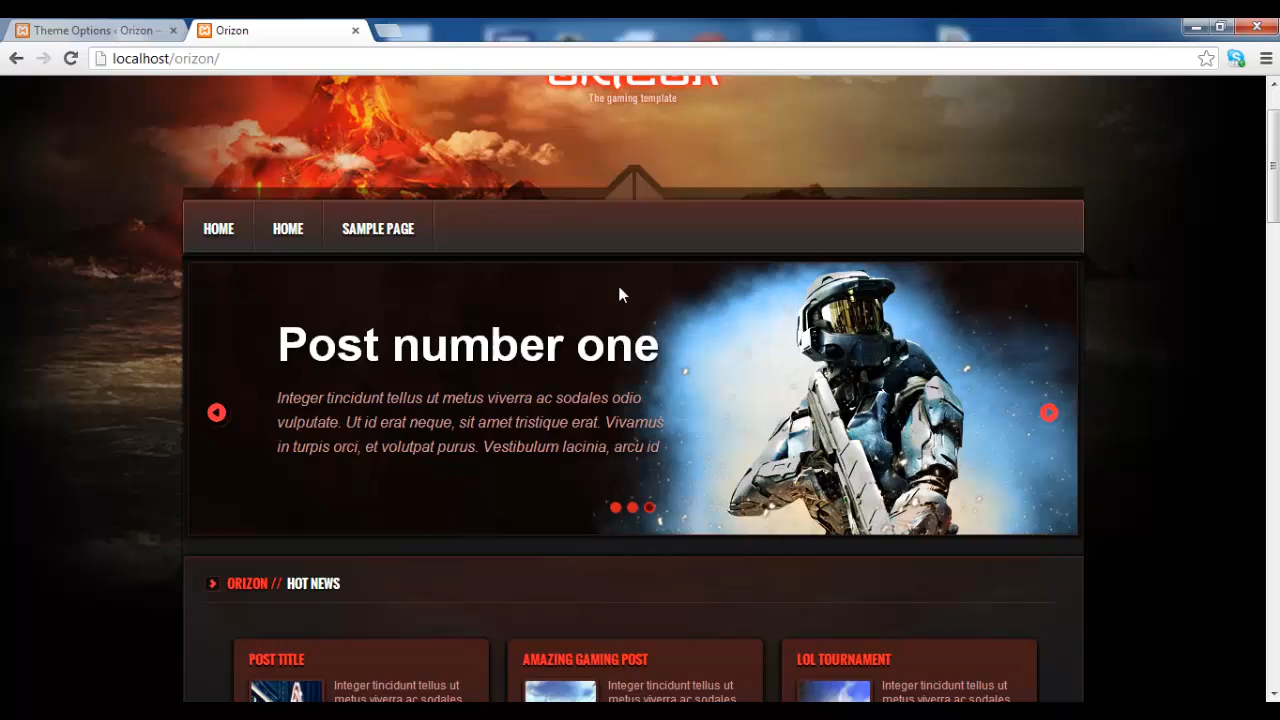 Theme Options ‹ Orizon —
Orizon
localhost/orizon/
ORIZON
The gaming template
HOME
HOME
SAMPLE PAGE
Post number one
Integer tincidunt tellus ut metus viverra ac sodales odio
vulputate. Ut id erat neque, sit amet tristique erat. Vivamus
in turpis orci, et volutpat purus. Vestibulum lacinia, arcu id
ORIZON // HOT NEWS
POST TITLE
Integer tincidunt tellus ut
metus viverra ac sodales
AMAZING GAMING POST
Integer tincidunt tellus ut
metus viverra ac sodales
LOL TOURNAMENT
Integer tincidunt tellus ut
metus viverra ac sodales